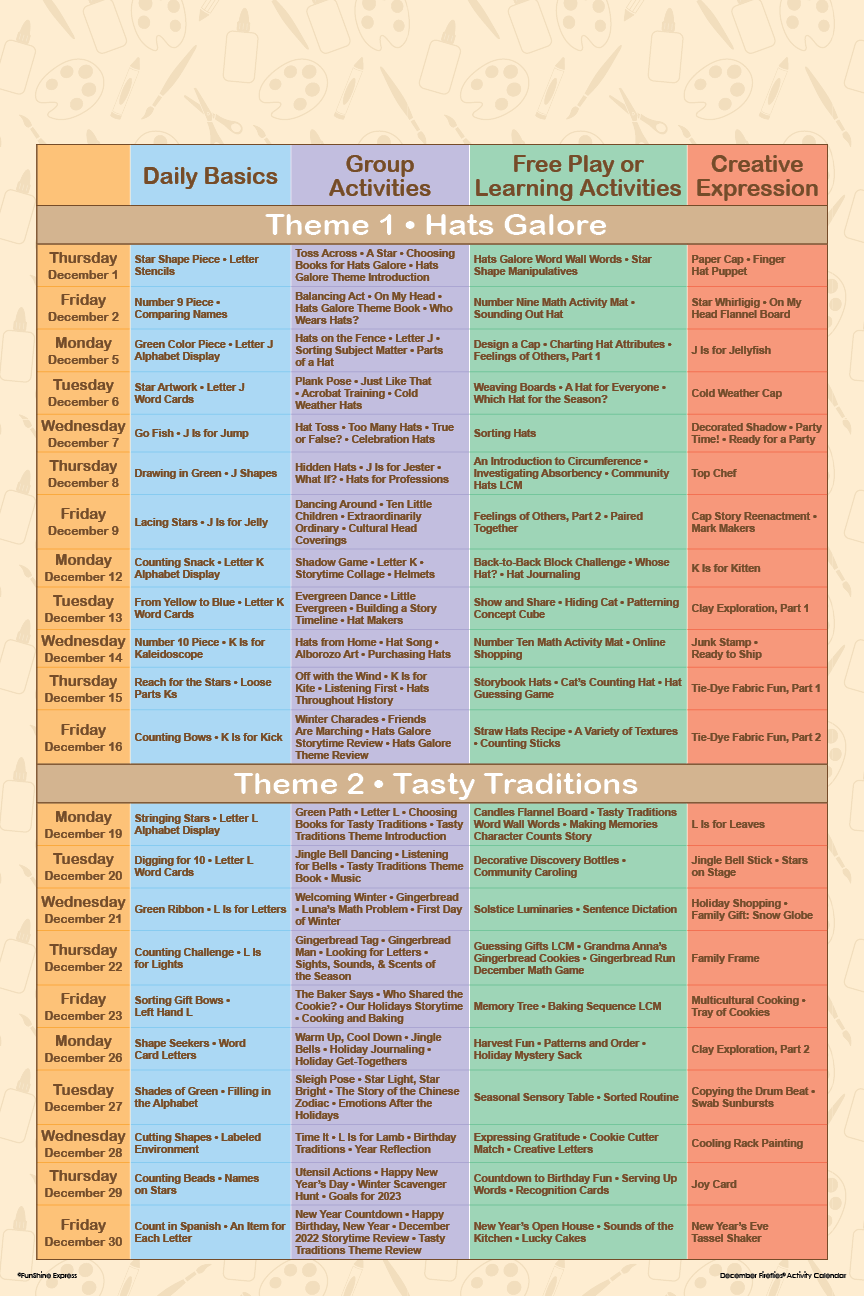 Daily Basics
Group
Activities
Free Play or
Learning Activities
Creative
Expression
Theme 1 • Hats Galore
Thursday
December 1
Star Shape Piece • Letter
Stencils
Toss Across • A Star • Choosing
Books for Hats Galore • Hats
Galore Theme Introduction
Hats Galore Word Wall Words • Star
Shape Manipulatives
Paper Cap • Finger
Hat Puppet
Friday
December 2
Number 9 Piece •
Comparing Names
Balancing Act • On My Head •
Hats Galore Theme Book • Who
Wears Hats?
Number Nine Math Activity Mat •
Sounding Out Hat
Star Whirligig • On My
Head Flannel Board
Monday
December 5
Green Color Piece • Letter J
Alphabet Display
Hats on the Fence • Letter J •
Sorting Subject Matter • Parts
of a Hat
Design a Cap • Charting Hat Attributes •
Feelings of Others, Part 1
J Is for Jellyfish
Tuesday
December 6
Star Artwork • Letter J
Word Cards
Plank Pose • Just Like That
• Acrobat Training • Cold
Weather Hats
Weaving Boards • A Hat for Everyone •
Which Hat for the Season?
Cold Weather Cap
Wednesday
December 7
Go Fish • J Is for Jump
Hat Toss • Too Many Hats • True
or False? • Celebration Hats
Sorting Hats
Decorated Shadow • Party
Time! • Ready for a Party
Thursday
December 8
Drawing in Green • J Shapes
Hidden Hats • J Is for Jester •
What If? • Hats for Professions
An Introduction to Circumference •
Investigating Absorbency • Community
Hats LCM
Top Chef
Friday
December 9
Lacing Stars • J Is for Jelly
Dancing Around • Ten Little
Children • Extraordinarily
Ordinary • Cultural Head
Coverings
Feelings of Others, Part 2 • Paired
Together
Cap Story Reenactment •
Mark Makers
Monday
December 12
Counting Snack • Letter K
Alphabet Display
Shadow Game • Letter K •
Storytime Collage • Helmets
Back-to-Back Block Challenge • Whose
Hat? • Hat Journaling
K Is for Kitten
Tuesday
December 13
From Yellow to Blue • Letter K
Word Cards
Evergreen Dance • Little
Evergreen • Building a Story
Timeline • Hat Makers
Show and Share • Hiding Cat • Patterning
Concept Cube
Clay Exploration, Part 1
Wednesday
December 14
Number 10 Piece • K Is for
Kaleidoscope
Hats from Home • Hat Song •
Alborozo Art • Purchasing Hats
Number Ten Math Activity Mat • Online
Shopping
Junk Stamp •
Ready to Ship
Thursday
December 15
Reach for the Stars • Loose
Parts Ks
Off with the Wind • K Is for
Kite • Listening First • Hats
Throughout History
Storybook Hats • Cat's Counting Hat • Hat
Guessing Game
Tie-Dye Fabric Fun, Part 1
Friday
December 16
Counting Bows • K Is for Kick
Winter Charades • Friends
Are Marching • Hats Galore
Storytime Review • Hats Galore
Theme Review
Straw Hats Recipe • A Variety of Textures
• Counting Sticks
Tie-Dye Fabric Fun, Part 2
Theme 2 • Tasty Traditions
Monday
December 19
Stringing Stars • Letter L
Alphabet Display
Green Path • Letter L • Choosing
Books for Tasty Traditions • Tasty
Traditions Theme Introduction
Candles Flannel Board • Tasty Traditions
Word Wall Words • Making Memories
Character Counts Story
L Is for Leaves
Tuesday
December 20
Digging for 10 • Letter L
Word Cards
Jingle Bell Dancing • Listening
for Bells • Tasty Traditions Theme
Book • Music
Decorative Discovery Bottles •
Community Caroling
Jingle Bell Stick • Stars
on Stage
Wednesday
December 21
Green Ribbon • L Is for Letters
Welcoming Winter • Gingerbread
• Luna's Math Problem • First Day
of Winter
Solstice Luminaries • Sentence Dictation
Holiday Shopping •
Family Gift: Snow Globe
Thursday
December 22
Counting Challenge • L Is
for Lights
Gingerbread Tag • Gingerbread
Man • Looking for Letters •
• Sights, Sounds, & Scents of
the Season
Guessing Gifts LCM • Grandma Anna's
Gingerbread Cookies • Gingerbread Run
December Math Game
Family Frame
Friday
December 23
Sorting Gift Bows •
Left Hand L
The Baker Says • Who Shared the
Cookie? • Our Holidays Storytime
• Cooking and Baking
Memory Tree • Baking Sequence LCM
Multicultural Cooking •
Tray of Cookies
Monday
December 26
Shape Seekers • Word
Card Letters
Warm Up, Cool Down • Jingle
Bells • Holiday Journaling •
Holiday Get-Togethers
Harvest Fun • Patterns and Order •
Holiday Mystery Sack
Clay Exploration, Part 2
Tuesday
December 27
Shades of Green • Filling in
the Alphabet
Sleigh Pose • Star Light, Star
Bright • The Story of the Chinese
Zodiac • Emotions After the
Holidays
Seasonal Sensory Table • Sorted Routine
Copying the Drum Beat •
Swab Sunbursts
Wednesday
December 28
Cutting Shapes • Labeled
Environment
Time It • L Is for Lamb • Birthday
Traditions • Year Reflection
Expressing Gratitude • Cookie Cutter
Match • Creative Letters
Cooling Rack Painting
Thursday
December 29
Counting Beads • Names
on Stars
Utensil Actions • Happy New
Year's Day • Winter Scavenger
Hunt • Goals for 2023
Countdown to Birthday Fun • Serving Up
Words • Recognition Cards
Joy Card
Friday
December 30
Count in Spanish • An Item for
Each Letter
New Year Countdown • Happy
Birthday, New Year • December
2022 Storytime Review • Tasty
Traditions Theme Review
New Year's Open House • Sounds of the
Kitchen • Lucky Cakes
New Year's Eve
Tassel Shaker
©FunShine Express
December Fireflies® Activity Calendar